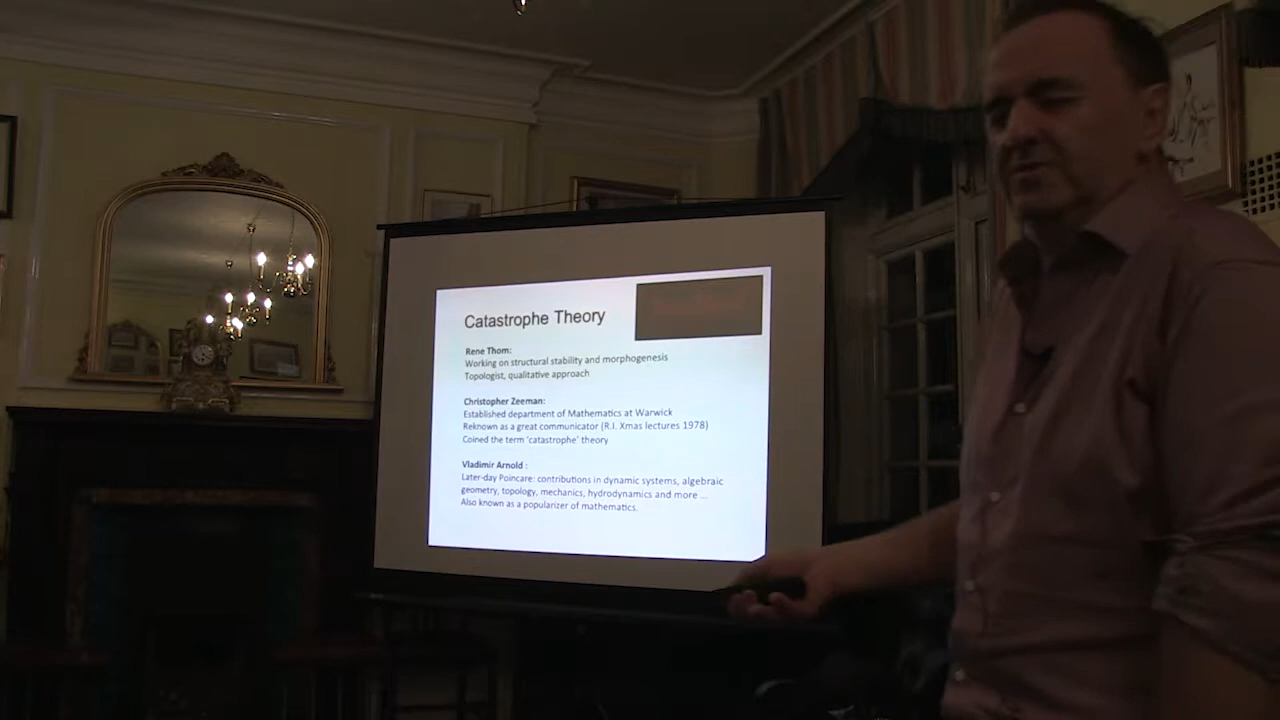 Catastrophe Theory
Rene Thom:
Working on structural stability and morphogenesis
Topologist, qualitative approach
Christopher Zeeman:
Established department of Mathematics at Warwick
Reknown as a great communicator (R.I. Xmas lectures 1978)
Coined the term 'catastrophe' theory
Vladimir Arnold :
Later-day Poincare: contributions in dynamic systems, algebraic
geometry, topology, mechanics, hydrodynamics and more ...
Also known as a popularizer of mathematics.